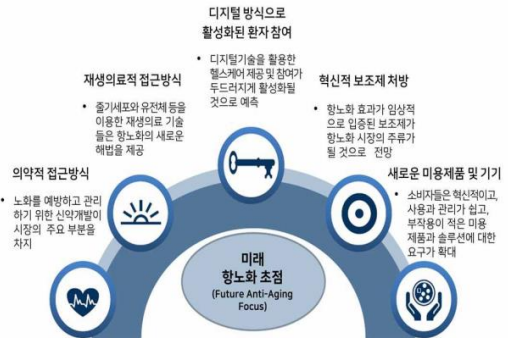 디지털 방식으로
활성화된 환자 참여
• 디지털기술을 활용한
헬스케어 제공 및 참여가
두드러지게 활성화될
것으로 예측
재생의료적 접근방식
• 줄기세포와 유전체 등을
이용한 재생의료 기술
들은 항노화의 새로운
해법을 제공
혁신적 보조제 처방
• 항노화 효과가 임상적
으로 입증된 보조제가
항노화 시장의 주류가
될 것으로 전망
의약적 접근방식
• 노화를 예방하고 관리
하기 위한 신약개발이
시장의 주요 부분을
차지
새로운 미용제품 및 기기
• 소비자들은 혁신적이고,
사용과 관리가 쉽고,
부작용이 적은 미용
제품과 솔루션에 대한
요구가 확대
미래
항노화 초점
(Future Anti-Aging
Focus)